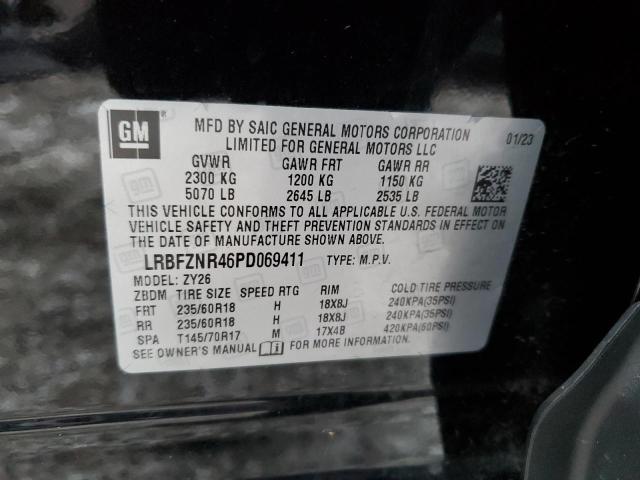 GM
MFD BY SAIC GENERAL MOTORS CORPORATION 01/23
LIMITED FOR GENERAL MOTORS LLC
GVWR GAWR FRT GAWR RR
2300 KG 1200 KG 1150 KG
5070 LB 2645 LB 2535 LB
THIS VEHICLE CONFORMS TO ALL APPLICABLE U.S. FEDERAL MOTOR
VEHICLE SAFETY AND THEFT PREVENTION STANDARDS IN EFFECT ON
THE DATE OF MANUFACTURE SHOWN ABOVE.
LRBFZNR46PD069411 TYPE: M.P.V.
MODEL: ZY26
ZBDM TIRE SIZE SPEED RTG RIM COLD TIRE PRESSURE
FRT 235/60R18 H 18X8J 240KPA(35PSI)
RR 235/60R18 H 18X8J 240KPA(35PSI)
SPA T145/70R17 M 17X4B 420KPA(60PSI)
SEE OWNER'S MANUAL FOR MORE INFORMATION.